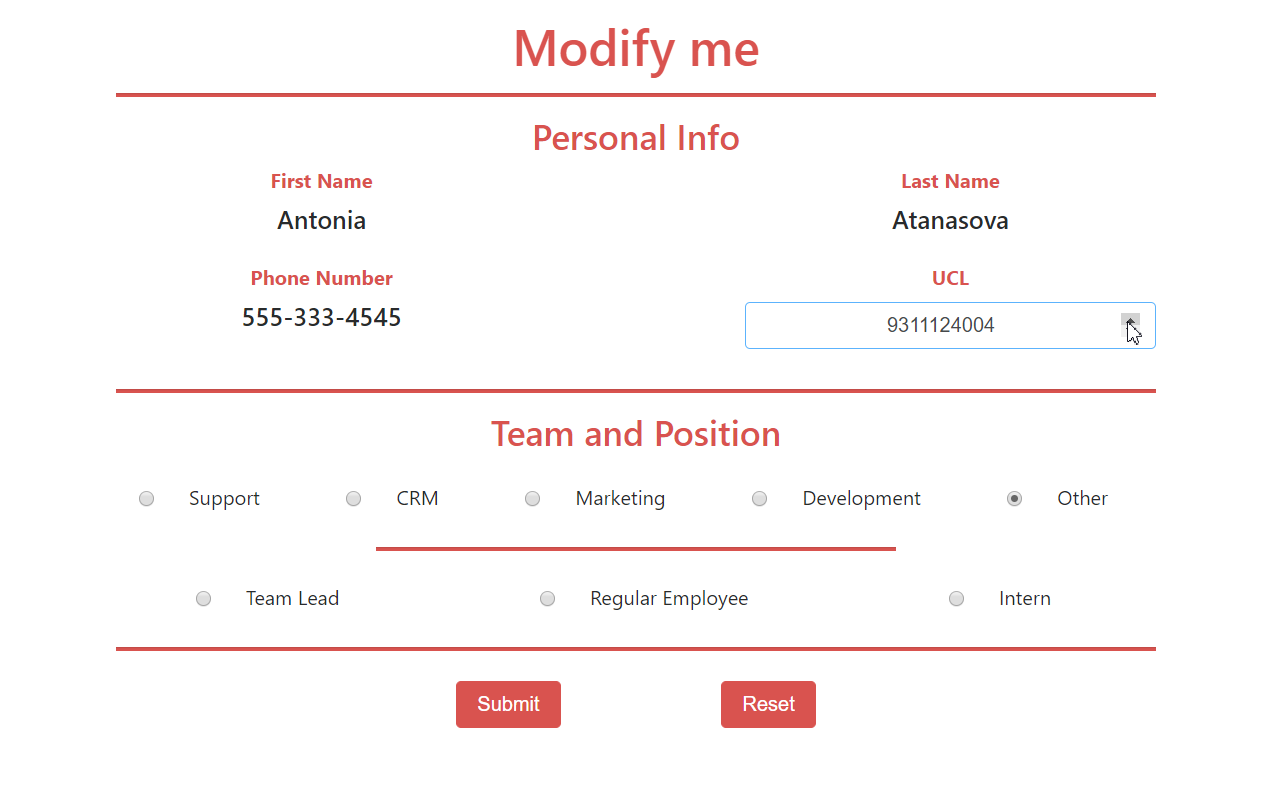 Modify me
Personal Info
First Name
Last Name
Antonia
Atanasova
Phone Number
UCL
555-333-4545
9311124004
Team and Position
Support
CRM
Marketing
Development
Other
Team Lead
Regular Employee
Intern
Submit
Reset